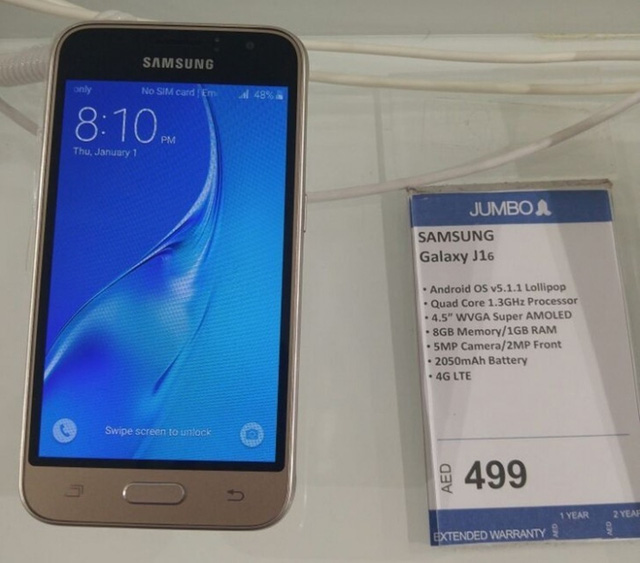 SAMSUNG
only No SIM card | Em 48%
8:10 PM
Thu, January 1
Swipe screen to unlock
JUMBO
SAMSUNG
Galaxy J16
• Android OS v5.1.1 Lollipop
• Quad Core 1.3GHz Processor
• 4.5" WVGA Super AMOLED
• 8GB Memory/1GB RAM
• 5MP Camera/2MP Front
• 2050mAh Battery
• 4G LTE
AED 499
1 YEAR 2 YEAR
EXTENDED WARRANTY AED AED